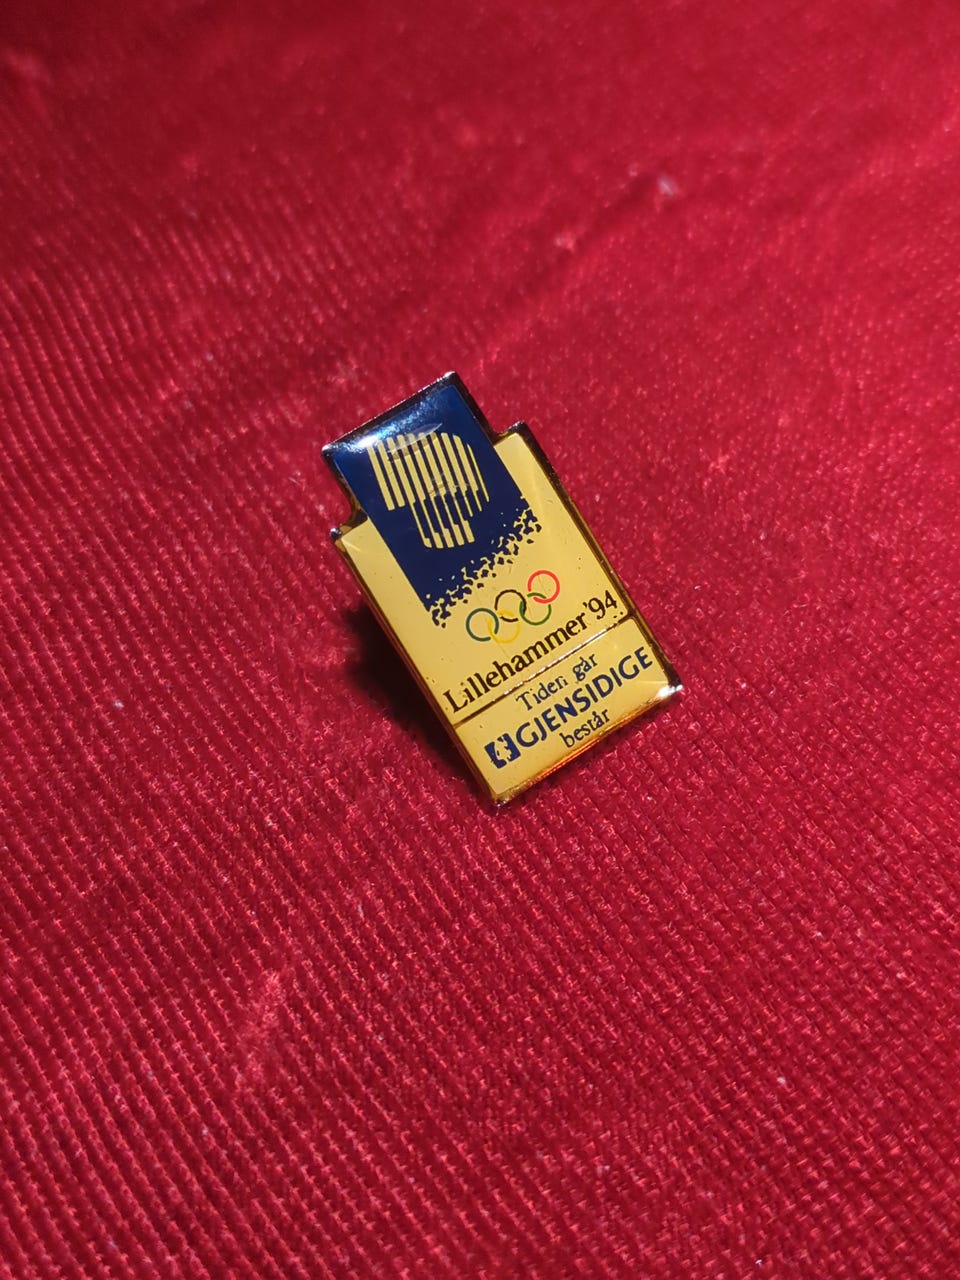 Lillehammer'94
Tiden går
GJENSIDIGE
består